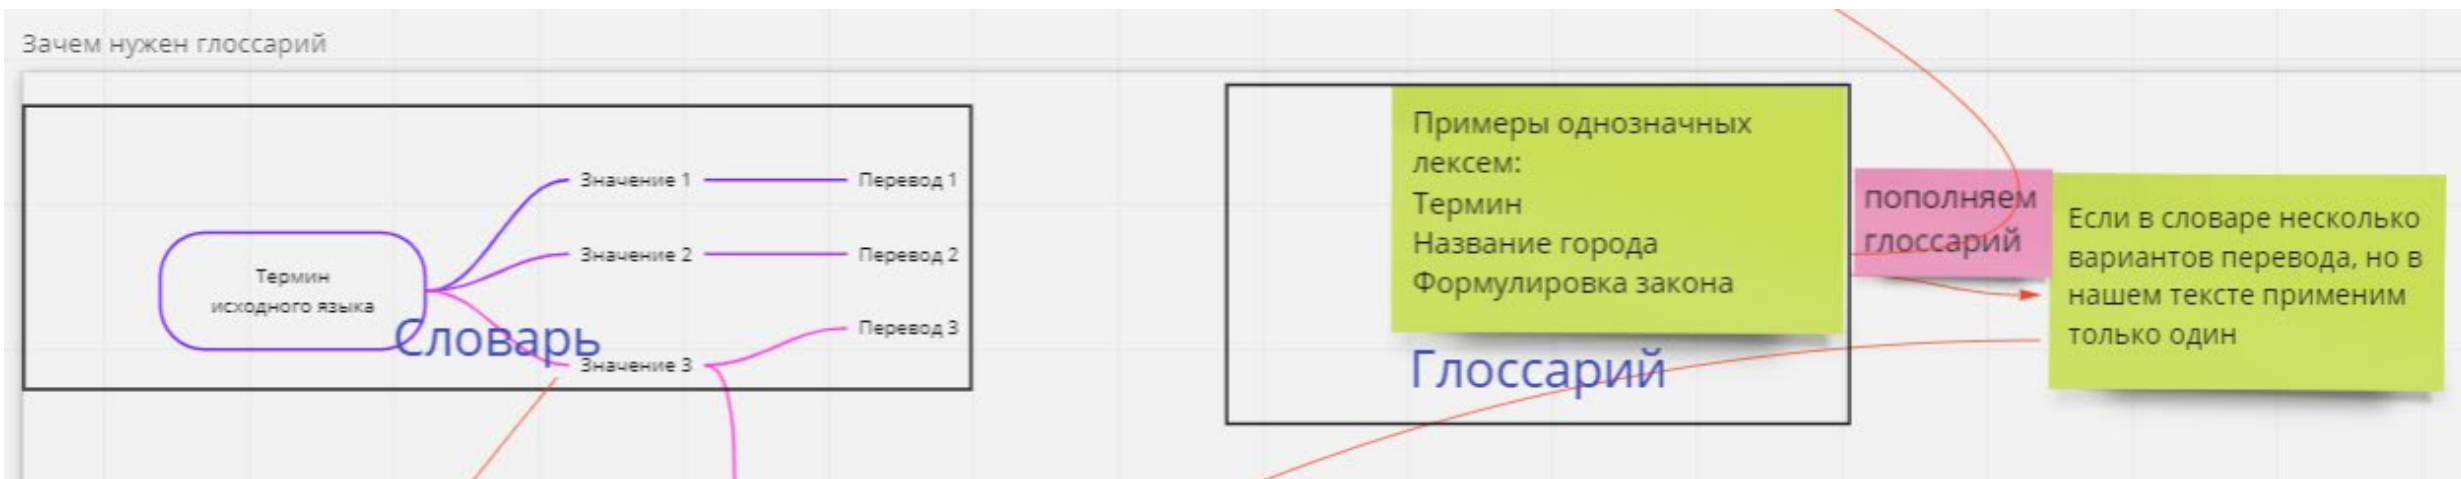 Зачем нужен глоссарий
Термин
исходного языка
Словарь
Значение 1
Перевод 1
Значение 2
Перевод 2
Значение 3
Перевод 3
Примеры однозначных
лексем:
Термин
Название города
Формулировка закона
Глоссарий
пополняем
глоссарий
Если в словаре несколько
вариантов перевода, но в
нашем тексте применим
только один